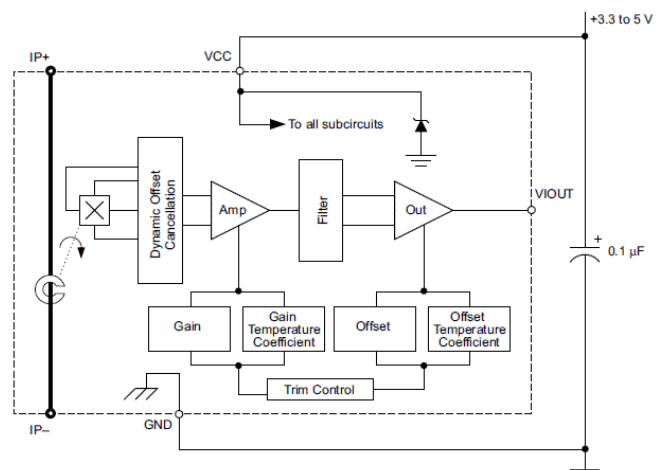 +3.3 to 5 V
IP+
VCC
To all subcircuits
VIOUT
Dynamic Offset
Cancellation
Amp
Filter
Out
+
0.1 μF
Gain
Gain
Temperature
Coefficient
Offset
Offset
Temperature
Coefficient
Trim Control
GND
IP–